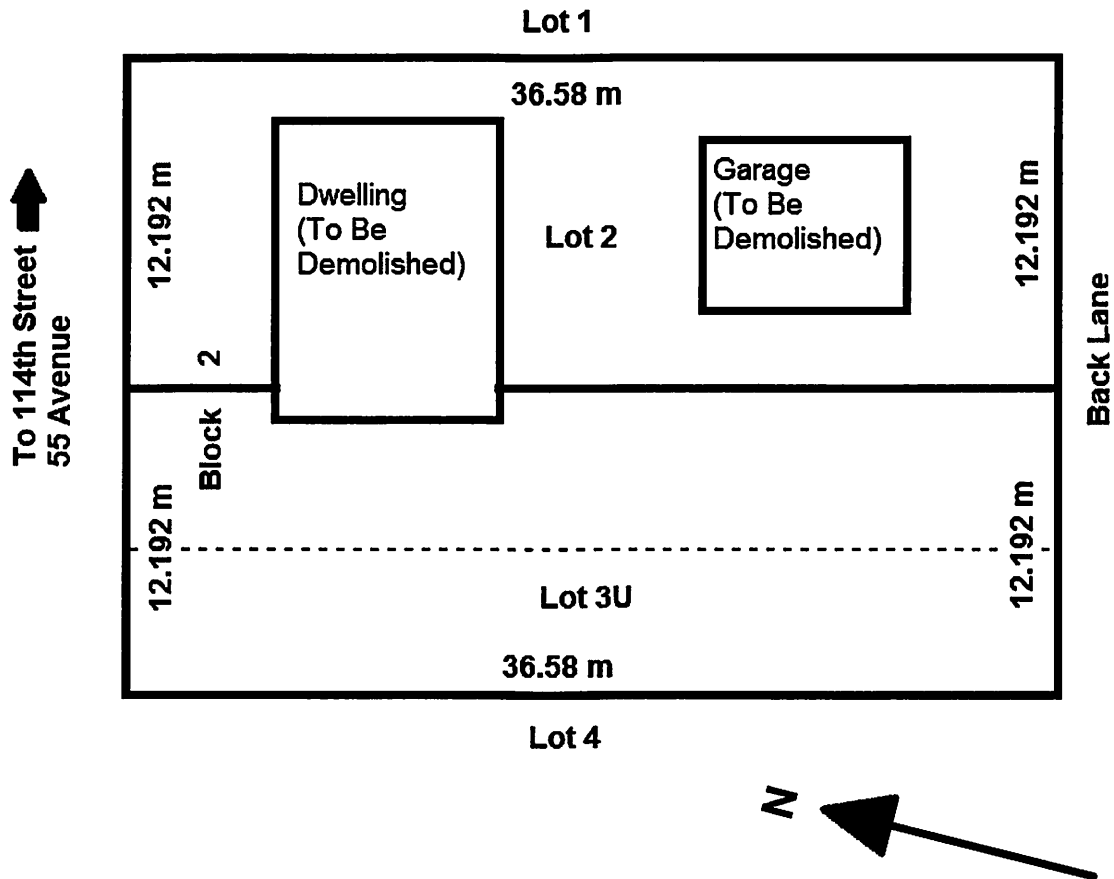 Lot 1
36.58 m
To 114th Street
55 Avenue
12.192 m
Dwelling
(To Be
Demolished)
Lot 2
Garage
(To Be
Demolished)
12.192 m
Back Lane
Block 2
12.192 m
Lot 3U
12.192 m
36.58 m
Lot 4
N